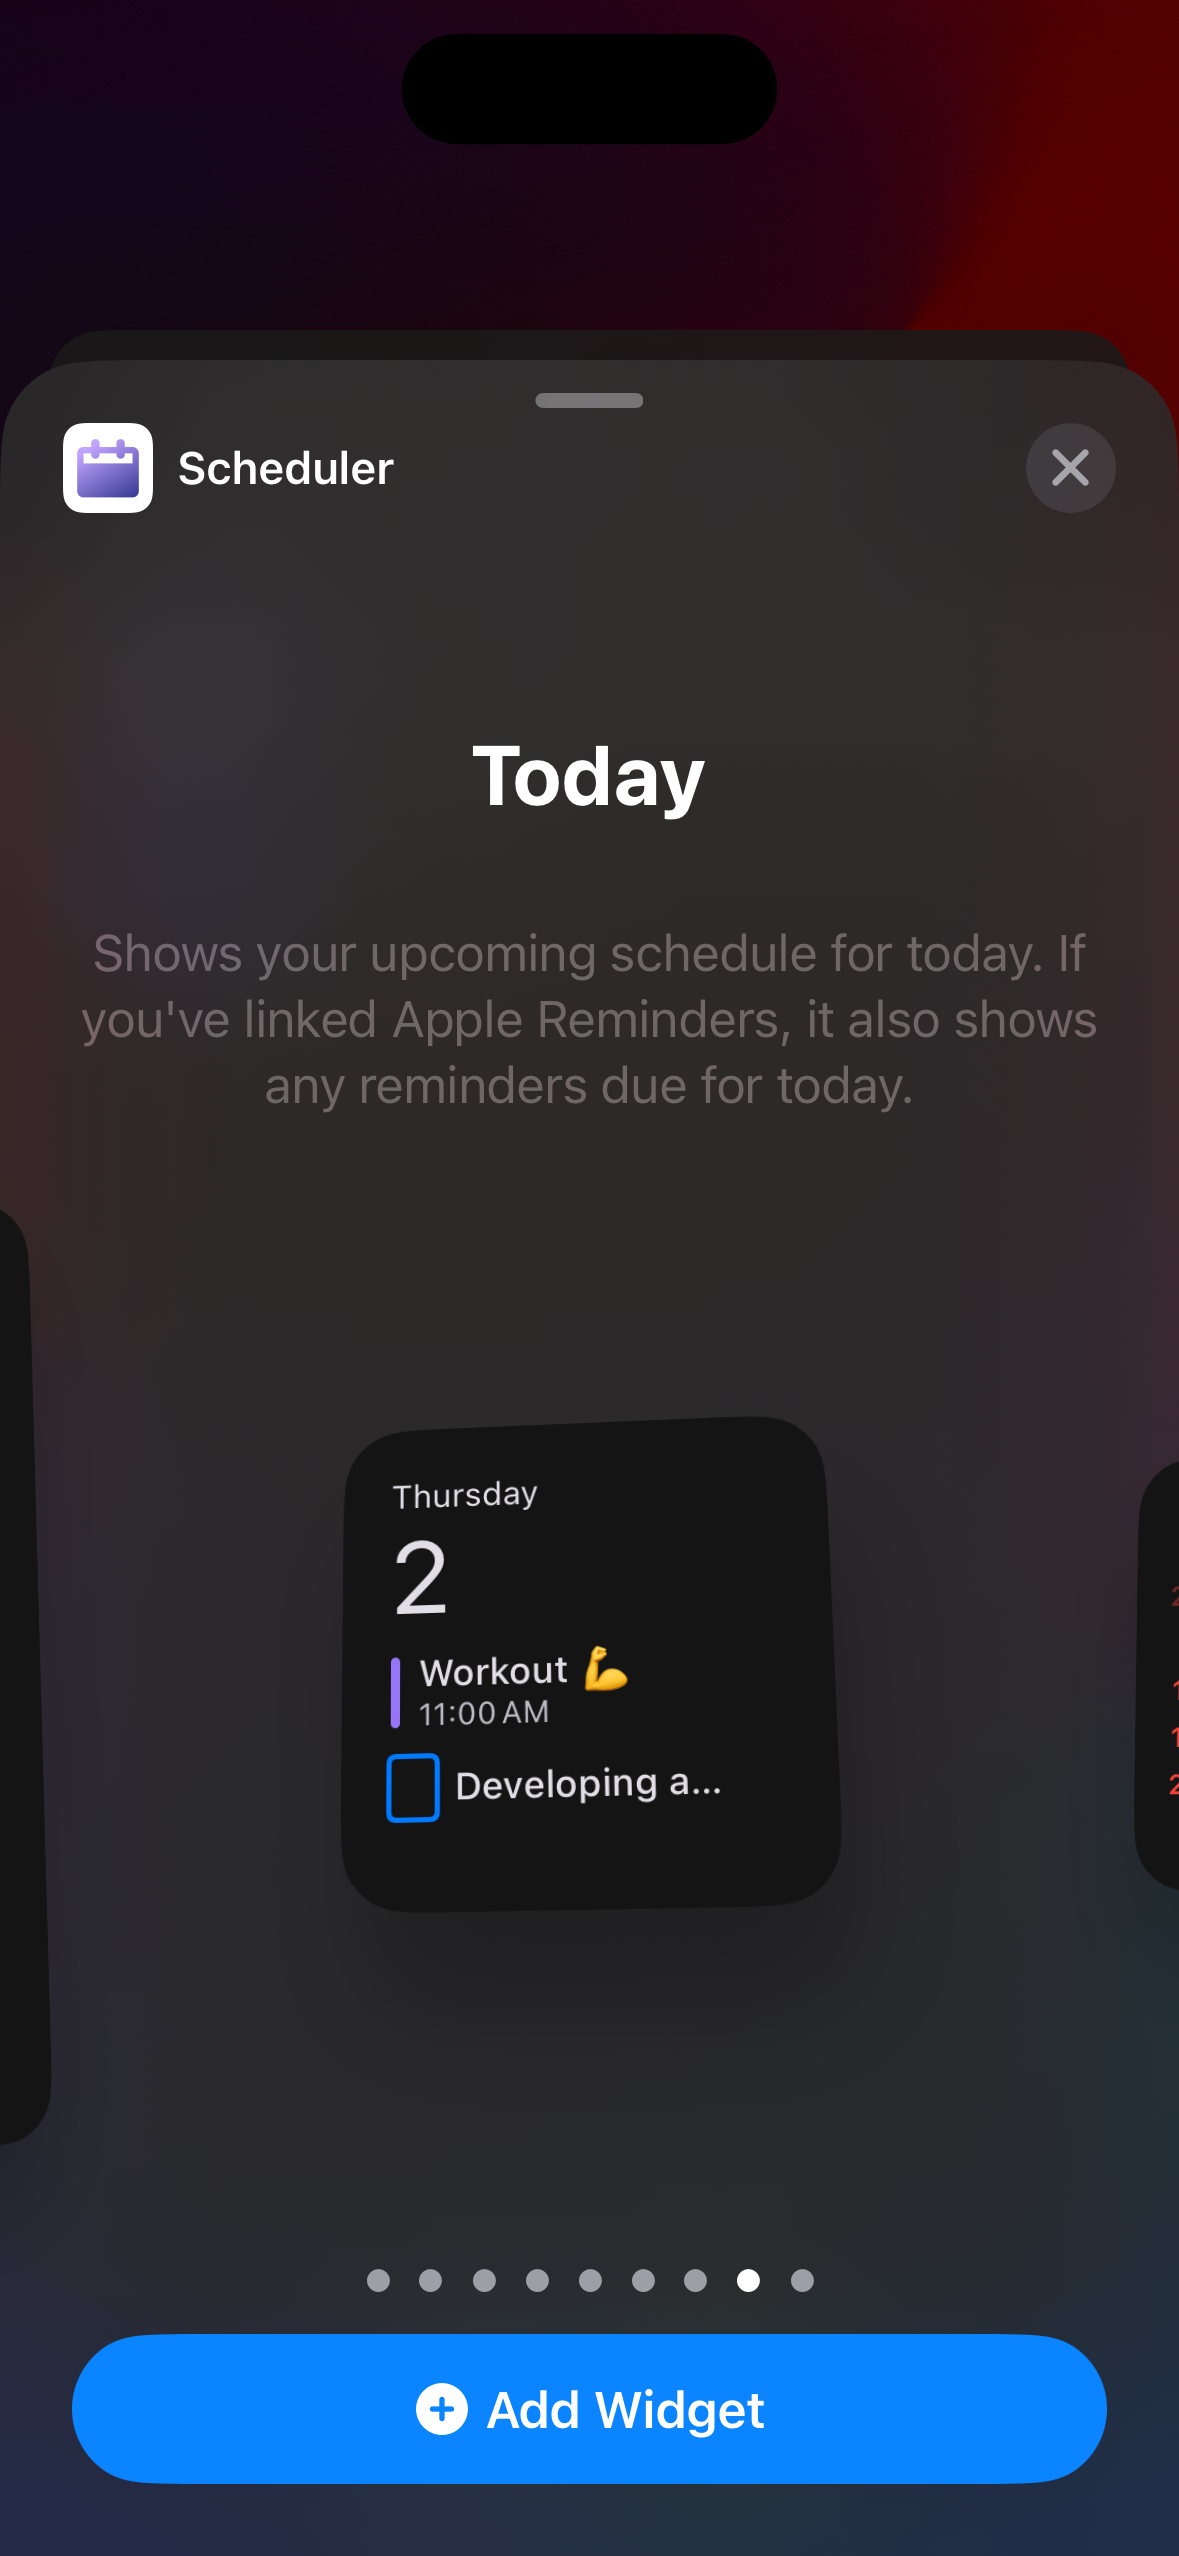 Scheduler
Today
Shows your upcoming schedule for today. If
you've linked Apple Reminders, it also shows
any reminders due for today.
Thursday
2
Workout 💪
11:00 AM
Developing a...
Add Widget